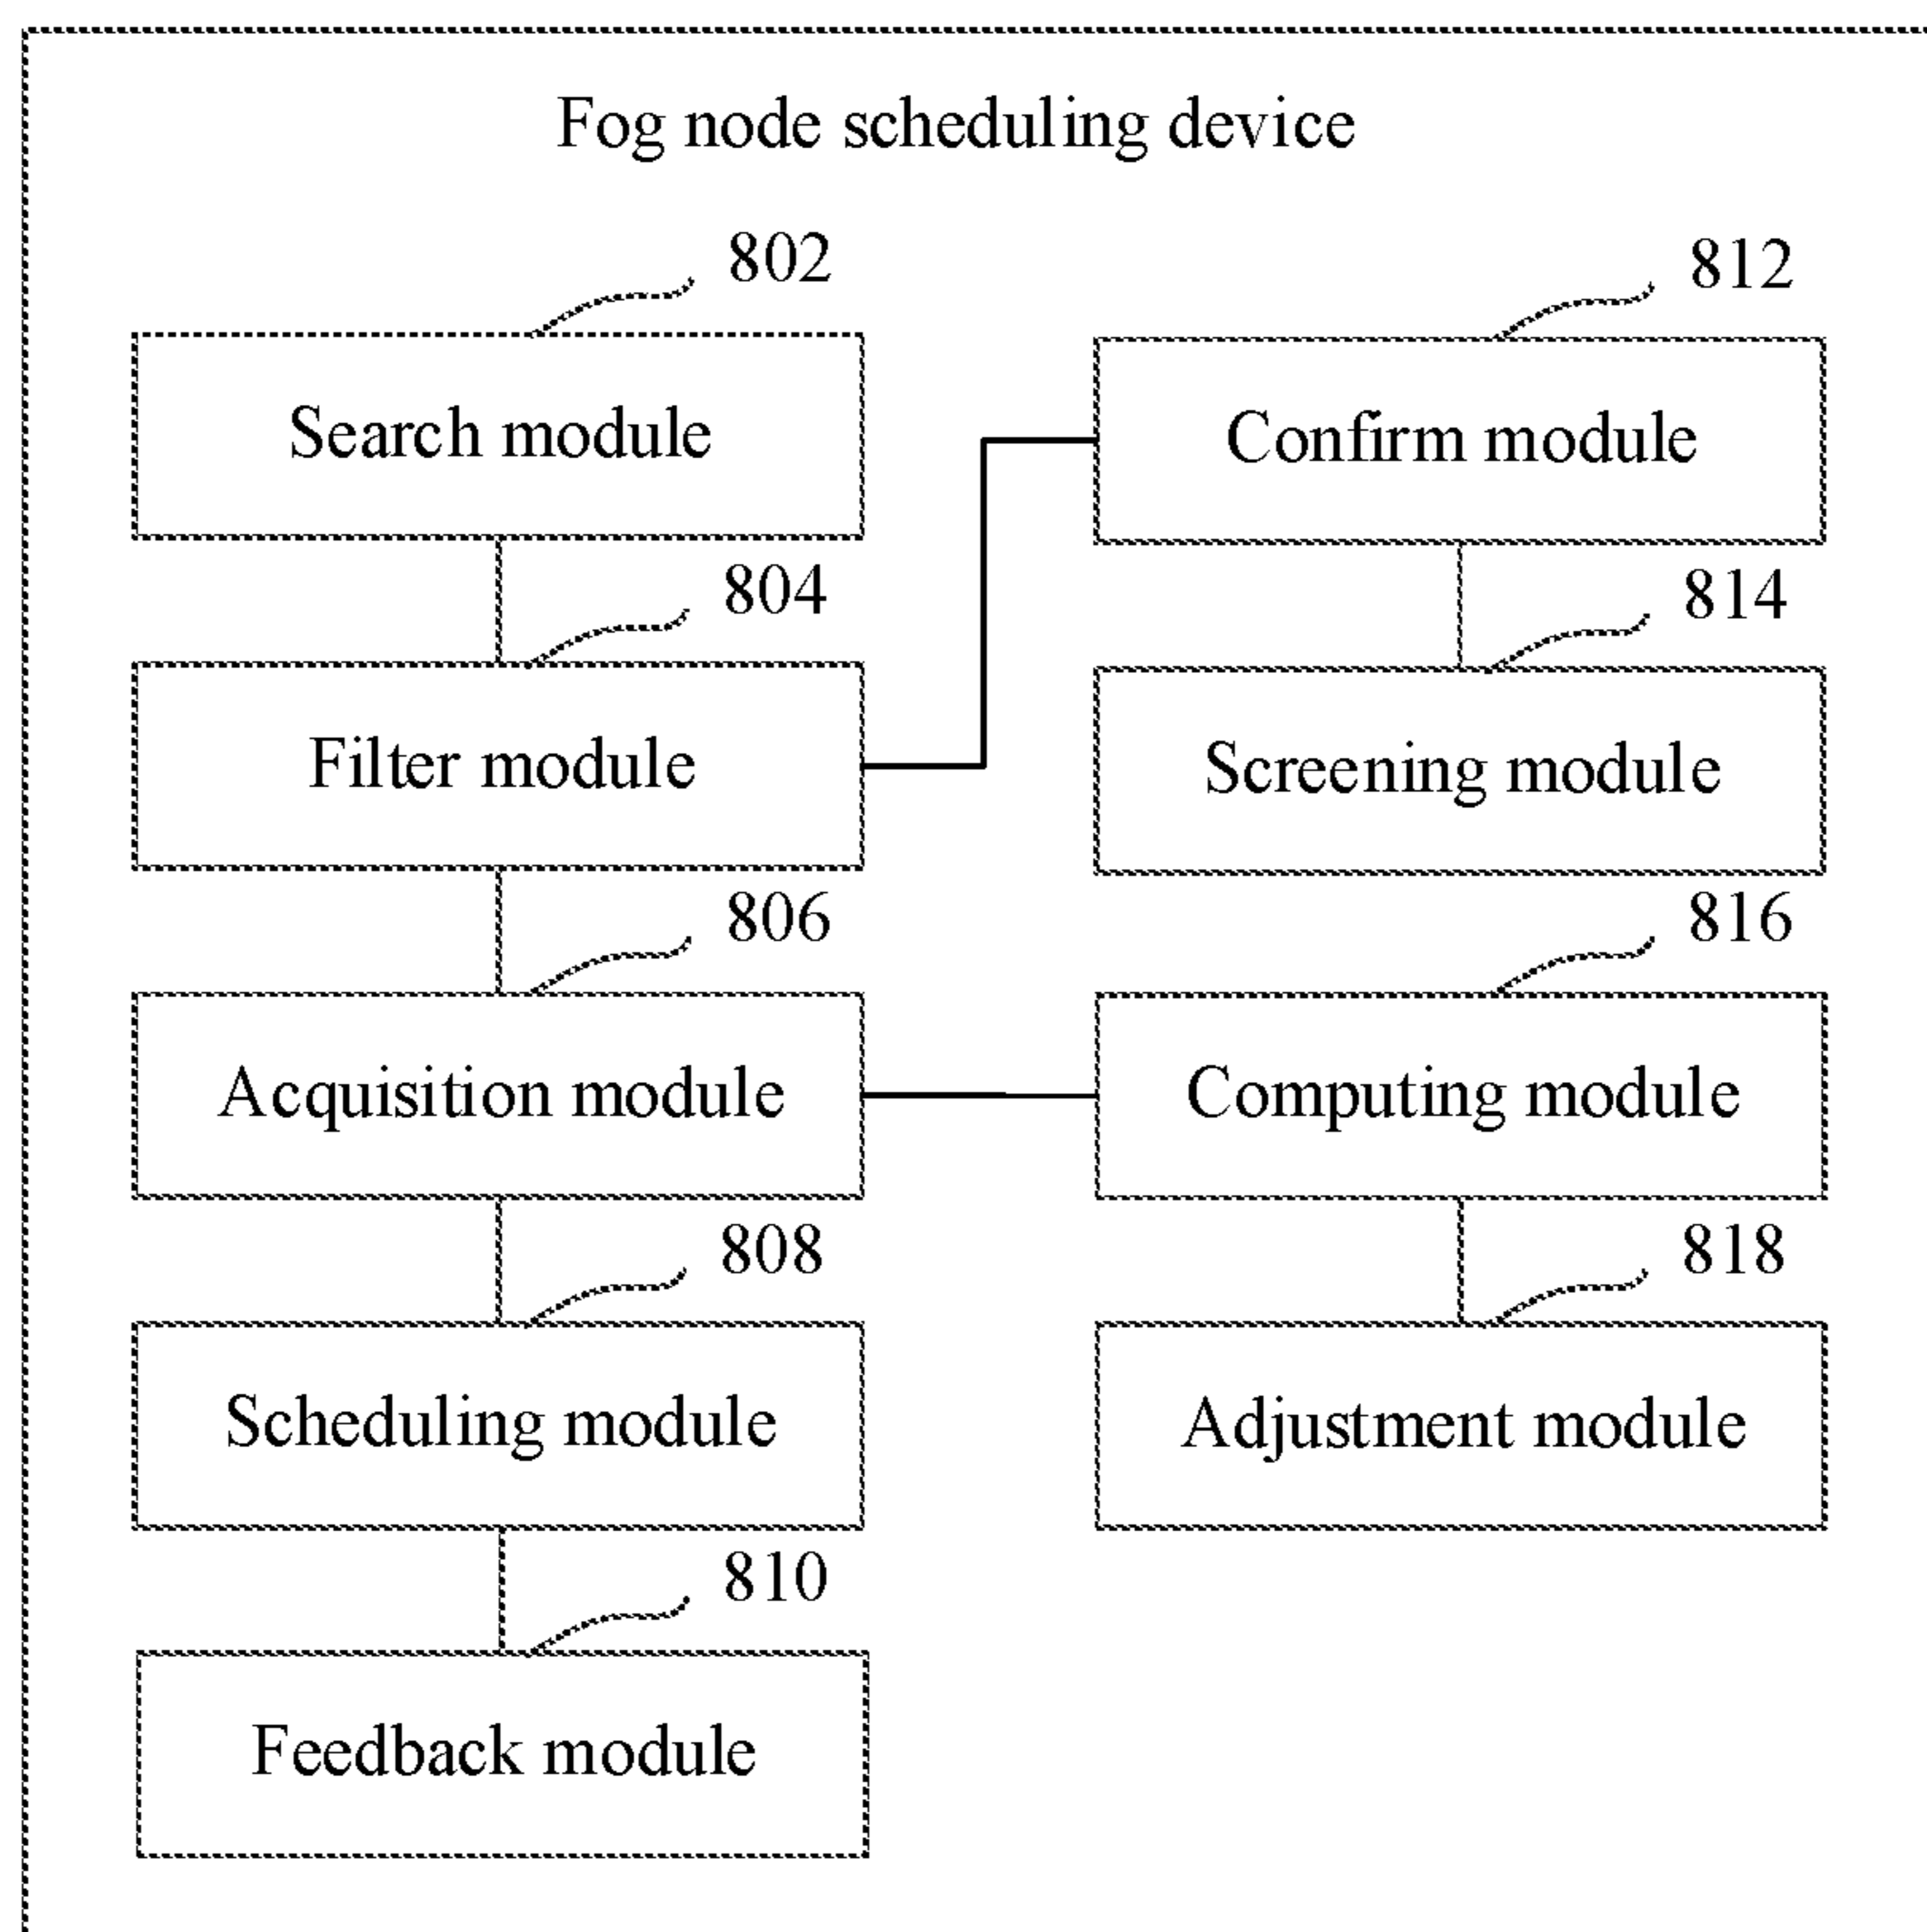 Fog node scheduling device
802
812
Search module
Confirm module
804
814
Filter module
Screening module
806
816
Acquisition module
Computing module
808
818
Scheduling module
Adjustment module
810
Feedback module